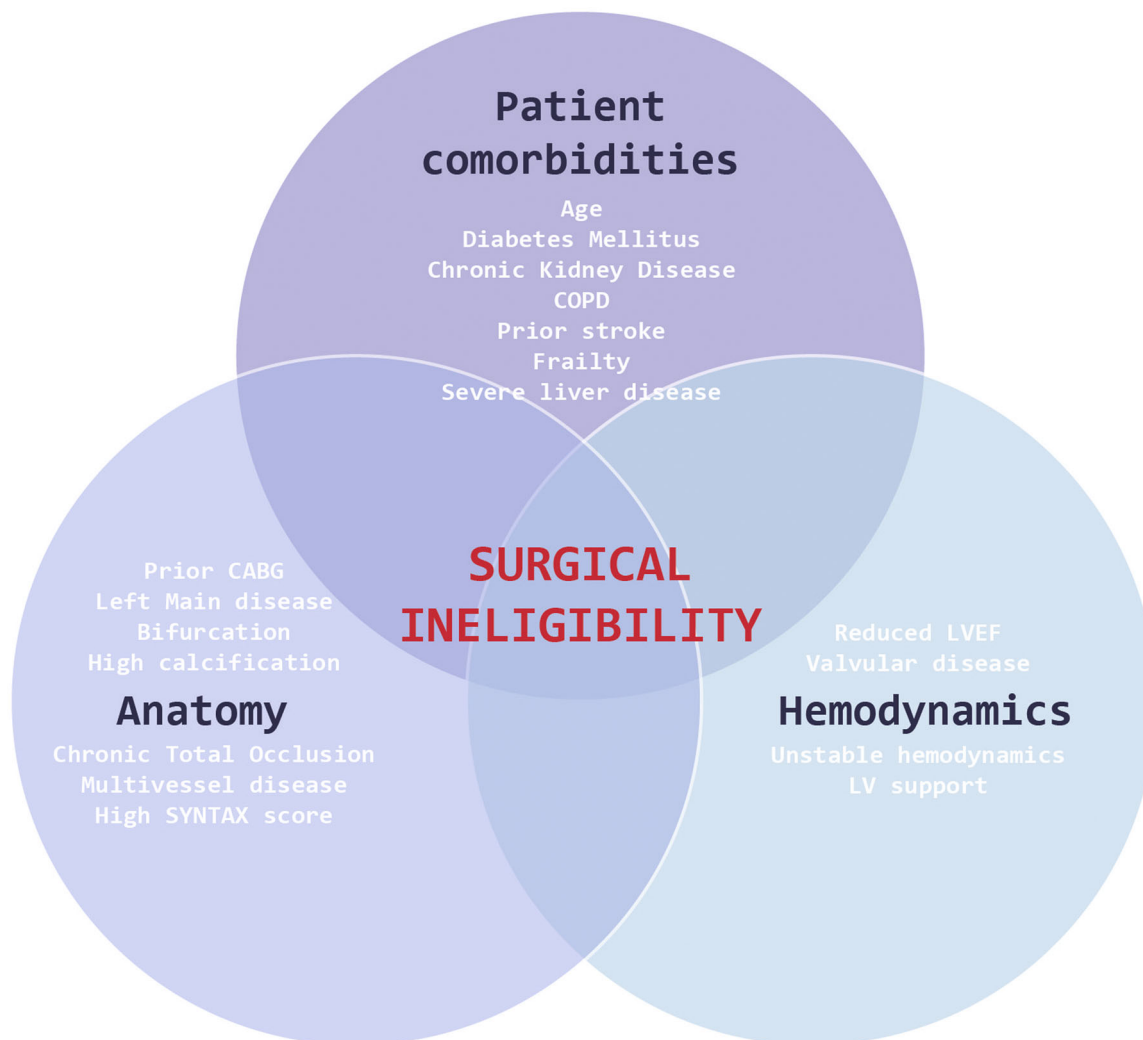 Patient
comorbidities
Age
Diabetes Mellitus
Chronic Kidney Disease
COPD
Prior stroke
Frailty
Severe liver disease
SURGICAL
INELIGIBILITY
Prior CABG
Left Main disease
Bifurcation
High calcification
Anatomy
Chronic Total Occlusion
Multivessel disease
High SYNTAX score
Reduced LVEF
Valvular disease
Hemodynamics
Unstable hemodynamics
LV support